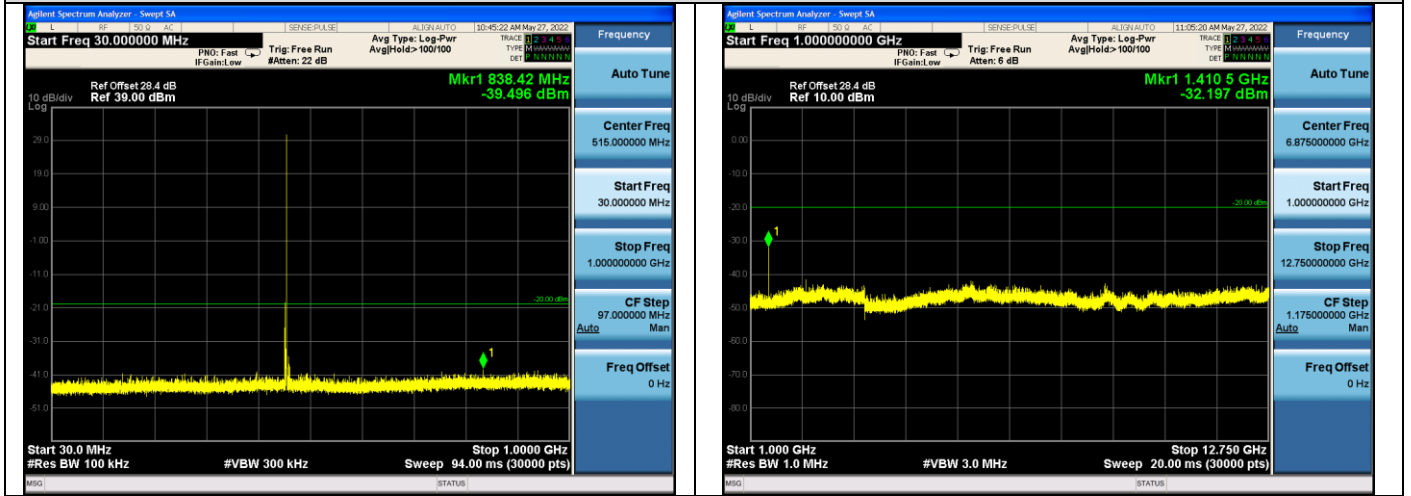 Agilent Spectrum Analyzer - Swept SA
L RF 50 Ω AC SENSE:PULSE ALIGN AUTO 10:45:22 AM May 27, 2022
Start Freq 30.000000 MHz
PNO: Fast
IFGain:Low
Trig: Free Run
#Atten: 22 dB
Avg Type: Log-Pwr
Avg|Hold:>100/100
TRACE 1 2 3 4 5 6
TYPE M
DET P N N N N N
Ref Offset 28.4 dB
Ref 39.00 dBm
10 dB/div
Log
Mkr1 838.42 MHz
-39.496 dBm
29.0
19.0
9.00
-1.00
-11.0
-20.00 dBm
-21.0
-31.0
1
-41.0
-51.0
Start 30.0 MHz
Stop 1.0000 GHz
#Res BW 100 kHz
#VBW 300 kHz
Sweep 94.00 ms (30000 pts)
MSG
STATUS
Frequency
Auto Tune
Center Freq
515.000000 MHz
Start Freq
30.000000 MHz
Stop Freq
1.000000000 GHz
CF Step
97.000000 MHz
Auto Man
Freq Offset
0 Hz
Agilent Spectrum Analyzer - Swept SA
L RF 50 Ω AC SENSE:PULSE ALIGN AUTO 11:05:20 AM May 27, 2022
Start Freq 1.000000000 GHz
PNO: Fast
IFGain:Low
Trig: Free Run
Atten: 6 dB
Avg Type: Log-Pwr
Avg|Hold:>100/100
TRACE 1 2 3 4 5 6
TYPE M
DET P N N N N N
Ref Offset 28.4 dB
Ref 10.00 dBm
10 dB/div
Log
Mkr1 1.410 5 GHz
-32.197 dBm
0.00
-10.0
-20.00 dBm
-20.0
1
-30.0
-40.0
-50.0
-60.0
-70.0
-80.0
Start 1.000 GHz
Stop 12.750 GHz
#Res BW 1.0 MHz
#VBW 3.0 MHz
Sweep 20.00 ms (30000 pts)
MSG
STATUS
Frequency
Auto Tune
Center Freq
6.875000000 GHz
Start Freq
1.000000000 GHz
Stop Freq
12.750000000 GHz
CF Step
1.175000000 GHz
Auto Man
Freq Offset
0 Hz